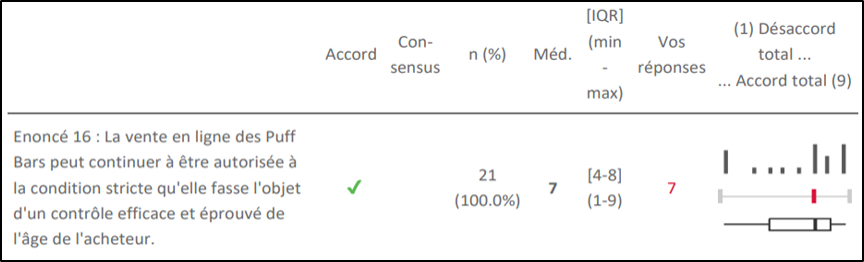 Accord
Con-
sensus
n (%)
Méd.
[IQR]
(min
-
max)
Vos
réponses
(1) Désaccord
total ...
... Accord total (9)
Enoncé 16 : La vente en ligne des Puff
Bars peut continuer à être autorisée à
la condition stricte qu'elle fasse l'objet
d'un contrôle efficace et éprouvé de
l'âge de l'acheteur.
✔
21
(100.0%)
7
[4-8]
(1-9)
7